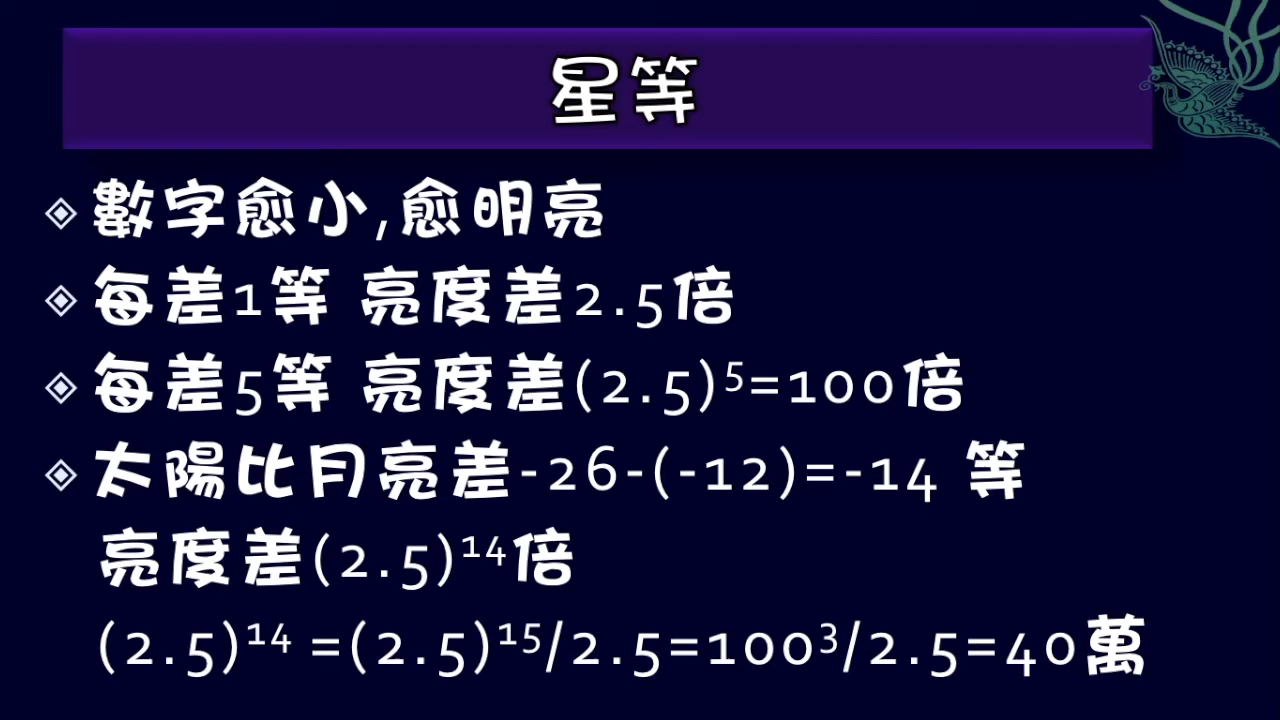 星等
數字愈小,愈明亮
每差1等 亮度差2.5倍
每差5等 亮度差(2.5)⁵=100倍
太陽比月亮差-26-(-12)=-14 等
亮度差(2.5)¹⁴倍
(2.5)¹⁴ =(2.5)¹⁵/2.5=100³/2.5=40萬